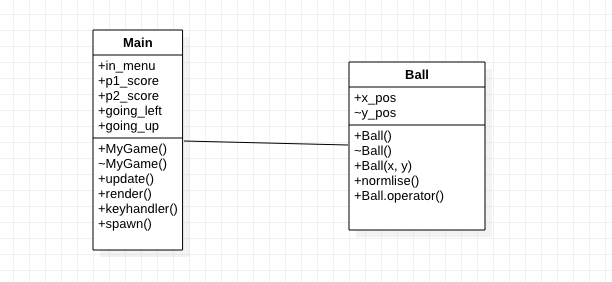 Main
+in_menu
+p1_score
+p2_score
+going_left
+going_up
+MyGame()
~MyGame()
+update()
+render()
+keyhandler()
+spawn()
Ball
+x_pos
~y_pos
+Ball()
~Ball()
+Ball(x, y)
+normlise()
+Ball.operator()